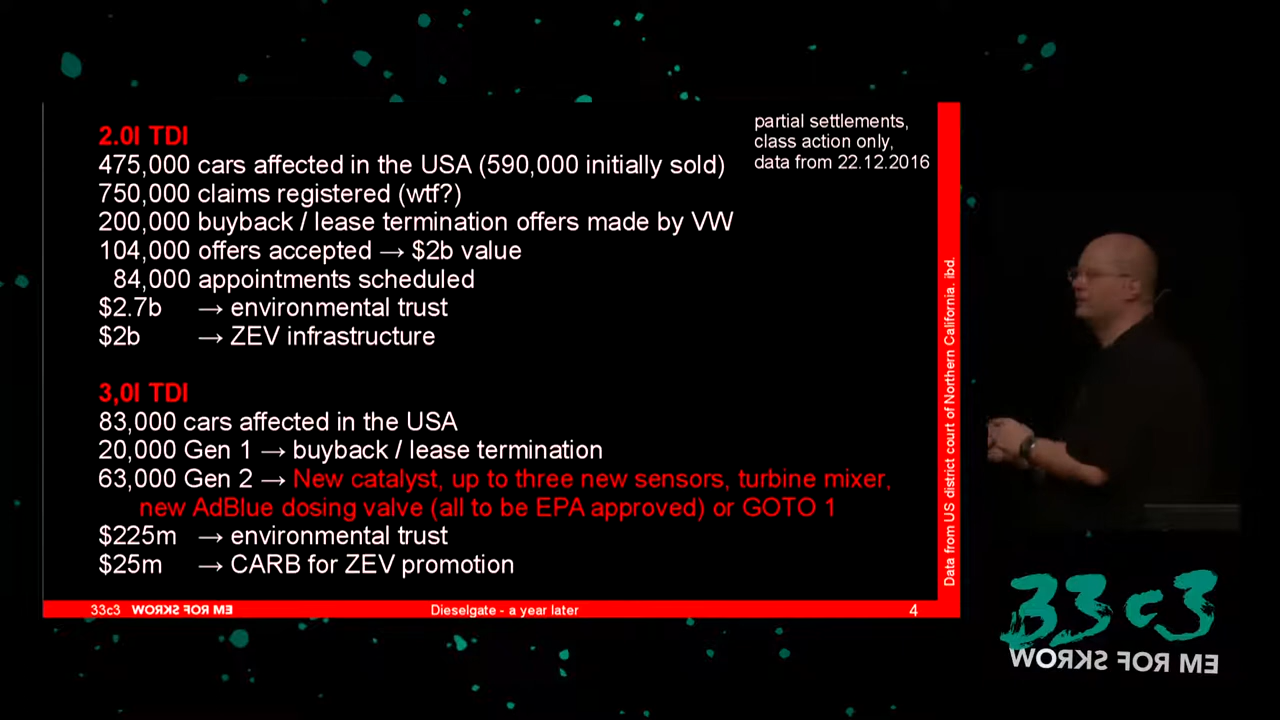 2.0l TDI
475,000 cars affected in the USA (590,000 initially sold)
750,000 claims registered (wtf?)
200,000 buyback / lease termination offers made by VW
104,000 offers accepted → $2b value
84,000 appointments scheduled
$2.7b → environmental trust
$2b → ZEV infrastructure
partial settlements,
class action only,
data from 22.12.2016
3,0l TDI
83,000 cars affected in the USA
20,000 Gen 1 → buyback / lease termination
63,000 Gen 2 → New catalyst, up to three new sensors, turbine mixer,
new AdBlue dosing valve (all to be EPA approved) or GOTO 1
$225m → environmental trust
$25m → CARB for ZEV promotion
Data from US district court of Northern California. ibd.
33c3 WORKS FOR ME
Dieselgate - a year later
4
33c3
WORKS FOR ME